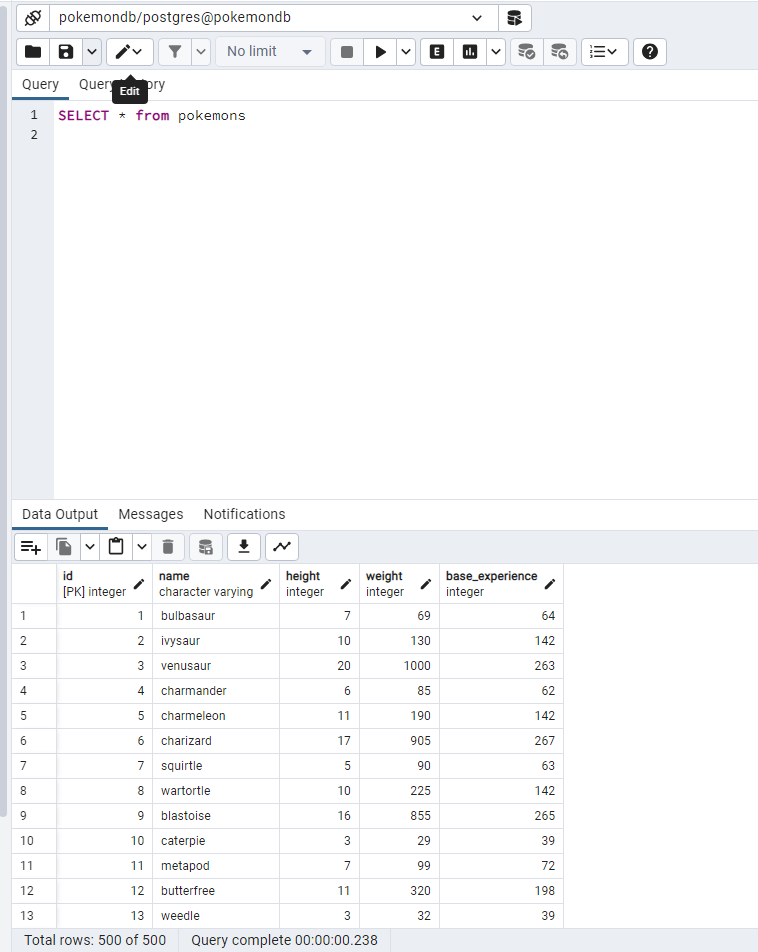 pokemondb/postgres@pokemondb
No limit
E
?
Query Query ory
Edit
1 SELECT * from pokemons
2
Data Output Messages Notifications
id name height weight base_experience
[PK] integer character varying integer integer integer
1 1 bulbasaur 7 69 64
2 2 ivysaur 10 130 142
3 3 venusaur 20 1000 263
4 4 charmander 6 85 62
5 5 charmeleon 11 190 142
6 6 charizard 17 905 267
7 7 squirtle 5 90 63
8 8 wartortle 10 225 142
9 9 blastoise 16 855 265
10 10 caterpie 3 29 39
11 11 metapod 7 99 72
12 12 butterfree 11 320 198
13 13 weedle 3 32 39
Total rows: 500 of 500 Query complete 00:00:00.238